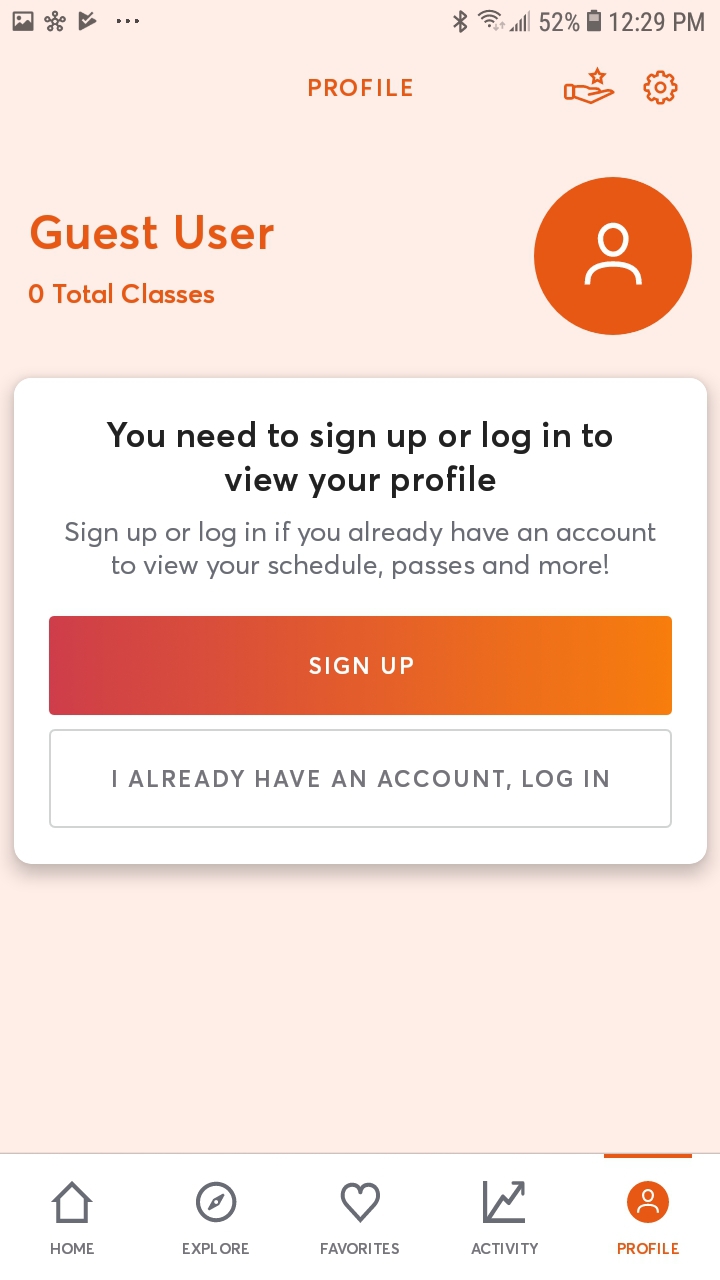 52% 12:29 PM
PROFILE
Guest User
0 Total Classes
You need to sign up or log in to
view your profile
Sign up or log in if you already have an account
to view your schedule, passes and more!
SIGN UP
I ALREADY HAVE AN ACCOUNT, LOG IN
HOME EXPLORE FAVORITES ACTIVITY PROFILE